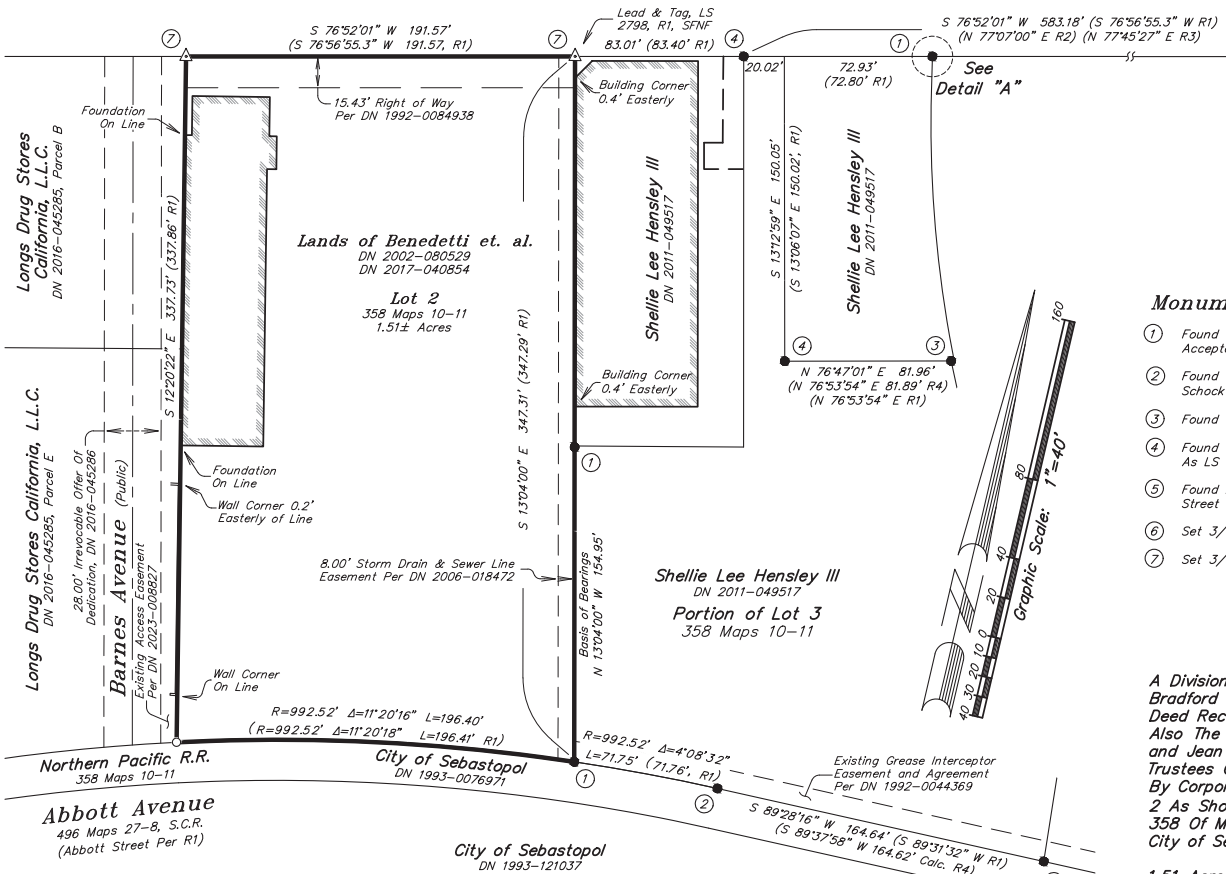 S 76°52'01" W 191.57'
(S 76°56'55.3" W 191.57, R1)
Lead & Tag, LS
2798, R1, SFNF
83.01' (83.40' R1)
S 76°52'01" W 583.18' (S 76°56'55.3" W R1)
(N 77°07'00" E R2) (N 77°45'27" E R3)
7
7
4
1
20.02'
72.93'
(72.80' R1)
See
Detail "A"
Foundation
On Line
15.43' Right of Way
Per DN 1992-0084938
Building Corner
0.4' Easterly
Longs Drug Stores
California, L.L.C.
DN 2016-045285, Parcel B
S 12°20'22" E 337.73' (337.86' R1)
Lands of Benedetti et. al.
DN 2002-080529
DN 2017-040854
Lot 2
358 Maps 10-11
1.51± Acres
Shellie Lee Hensley III
DN 2011-049517
S 13°12'59" E 150.05'
(S 13°06'07" E 150.02', R1)
Shellie Lee Hensley III
DN 2011-049517
S 13°04'00" E 347.31' (347.29' R1)
Building Corner
0.4' Easterly
4
3
N 76°47'01" E 81.96'
(N 76°53'54" E 81.89' R4)
(N 76°53'54" E R1)
Monum
1 Found
Accept
2 Found
Schock
3 Found
4 Found
As LS
5 Found
Street
6 Set 3/
7 Set 3/
Longs Drug Stores California, L.L.C.
DN 2016-045285, Parcel E
28.00' Irrevocable Offer Of
Dedication, DN 2016-045286
Barnes Avenue (Public)
Existing Access Easement
Per DN 2023-008827
Foundation
On Line
Wall Corner 0.2'
Easterly of Line
1
8.00' Storm Drain & Sewer Line
Easement Per DN 2006-018472
Basis of Bearings
N 13°04'00" W 154.95'
Shellie Lee Hensley III
DN 2011-049517
Portion of Lot 3
358 Maps 10-11
160
80
40
20
0
10
20
30
40
Graphic Scale: 1"=40'
Wall Corner
On Line
R=992.52' Δ=11°20'16" L=196.40'
(R=992.52' Δ=11°20'18" L=196.41' R1)
Northern Pacific R.R.
358 Maps 10-11
City of Sebastopol
DN 1993-0076971
R=992.52' Δ=4°08'32"
L=71.75' (71.76', R1)
1
2
Existing Grease Interceptor
Easement and Agreement
Per DN 1992-0044369
S 89°28'16" W 164.64' (S 89°31'32" W R1)
(S 89°37'58" W 164.62' Calc. R4)
Abbott Avenue
496 Maps 27-8, S.C.R.
(Abbott Street Per R1)
City of Sebastopol
DN 1993-121037
A Division
Bradford
Deed Rec
Also The
and Jean
Trustees
By Corpor
2 As Sho
358 Of M
City of Se